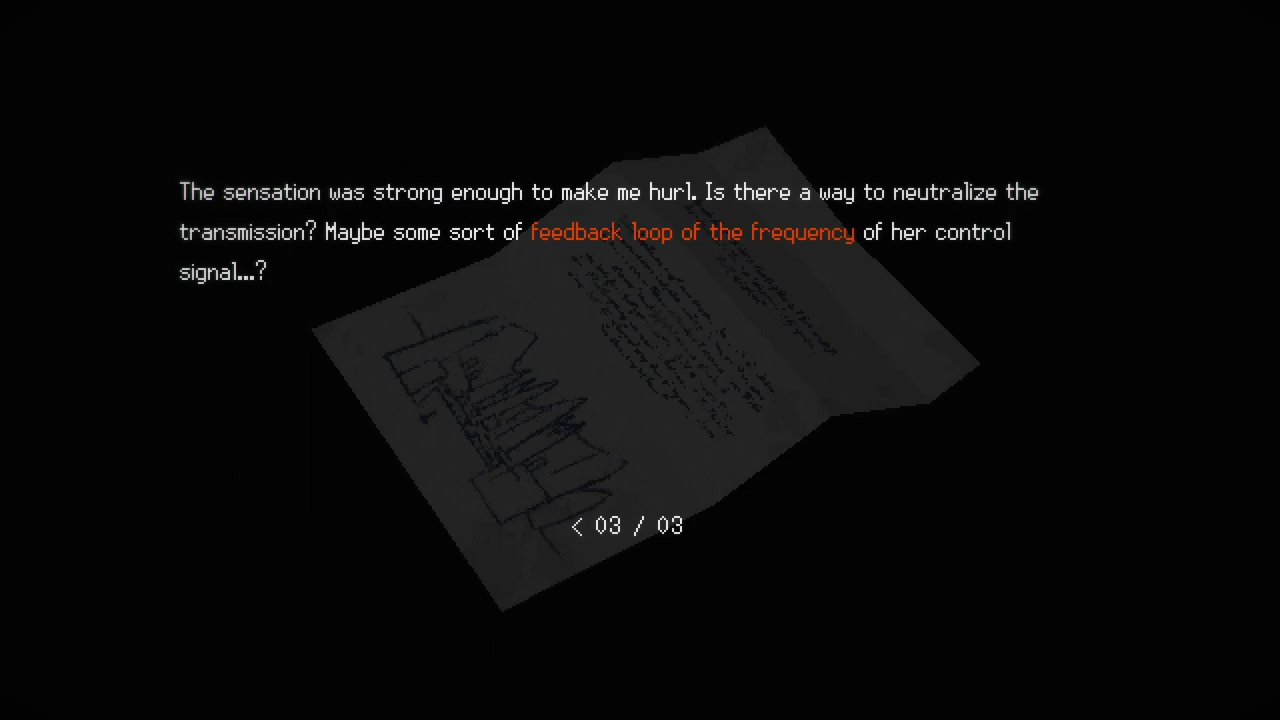 The sensation was strong enough to make me hurl. Is there a way to neutralize the
transmission? Maybe some sort of feedback loop of the frequency of her control
signal...?
< 03 / 03